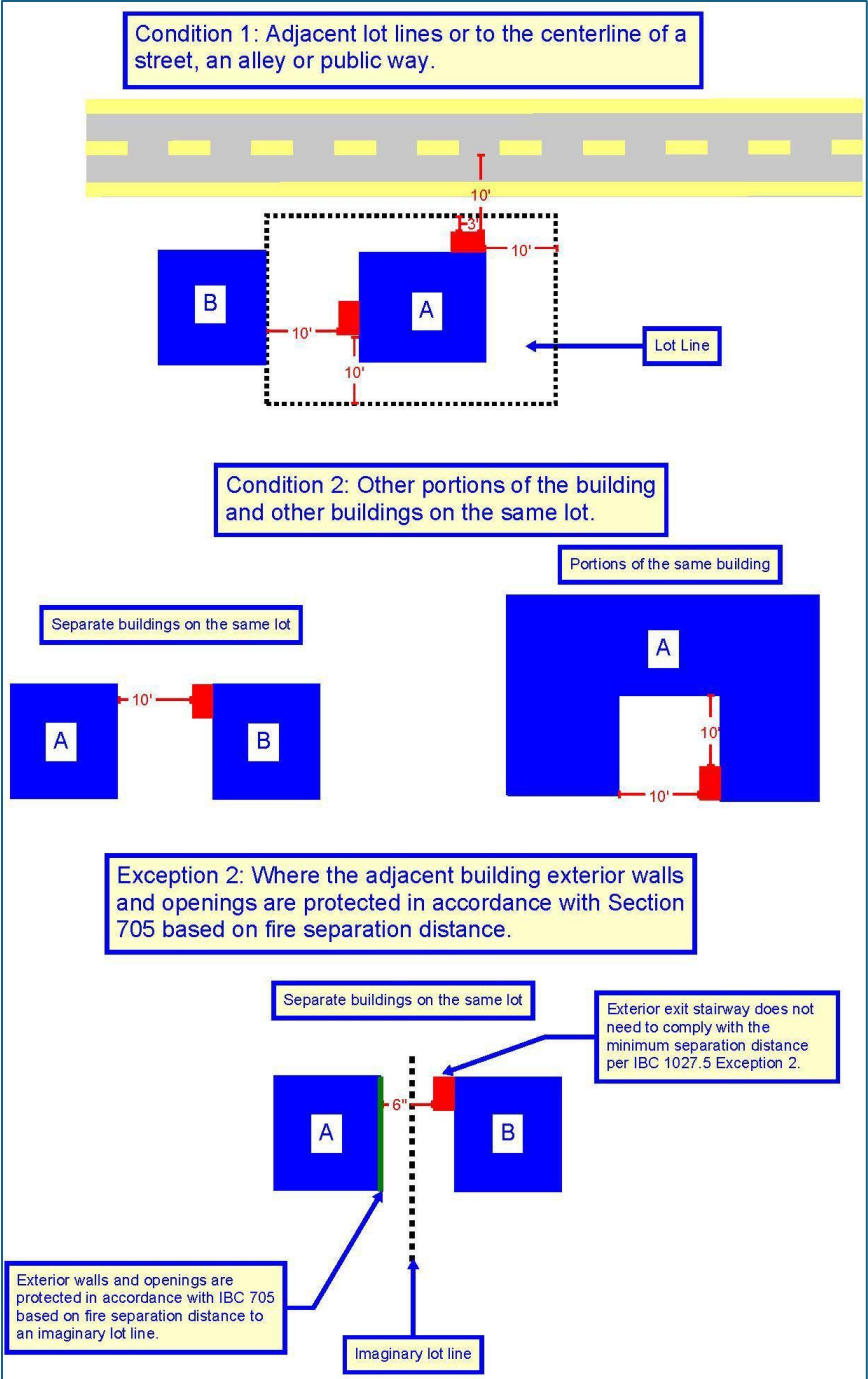 Condition 1: Adjacent lot lines or to the centerline of a
street, an alley or public way.
10'
3'
10'
B
A
10'
10'
Lot Line
Condition 2: Other portions of the building
and other buildings on the same lot.
Portions of the same building
Separate buildings on the same lot
A
10'
A
B
10'
10'
Exception 2: Where the adjacent building exterior walls
and openings are protected in accordance with Section
705 based on fire separation distance.
Separate buildings on the same lot
Exterior exit stairway does not
need to comply with the
minimum separation distance
per IBC 1027.5 Exception 2.
6"
A
B
Exterior walls and openings are
protected in accordance with IBC 705
based on fire separation distance to
an imaginary lot line.
Imaginary lot line